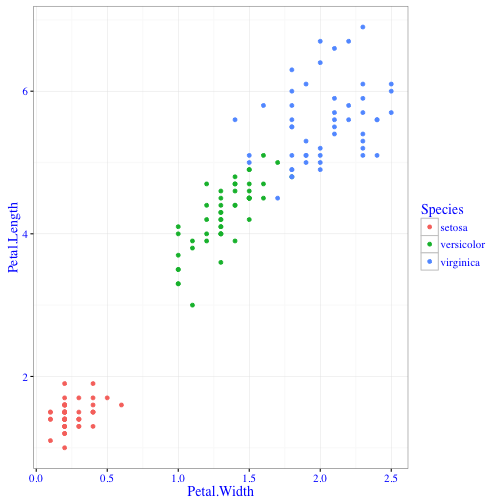 6
4
2
Petal.Length
0.0 0.5 1.0 1.5 2.0 2.5
Petal.Width
Species
setosa
versicolor
virginica